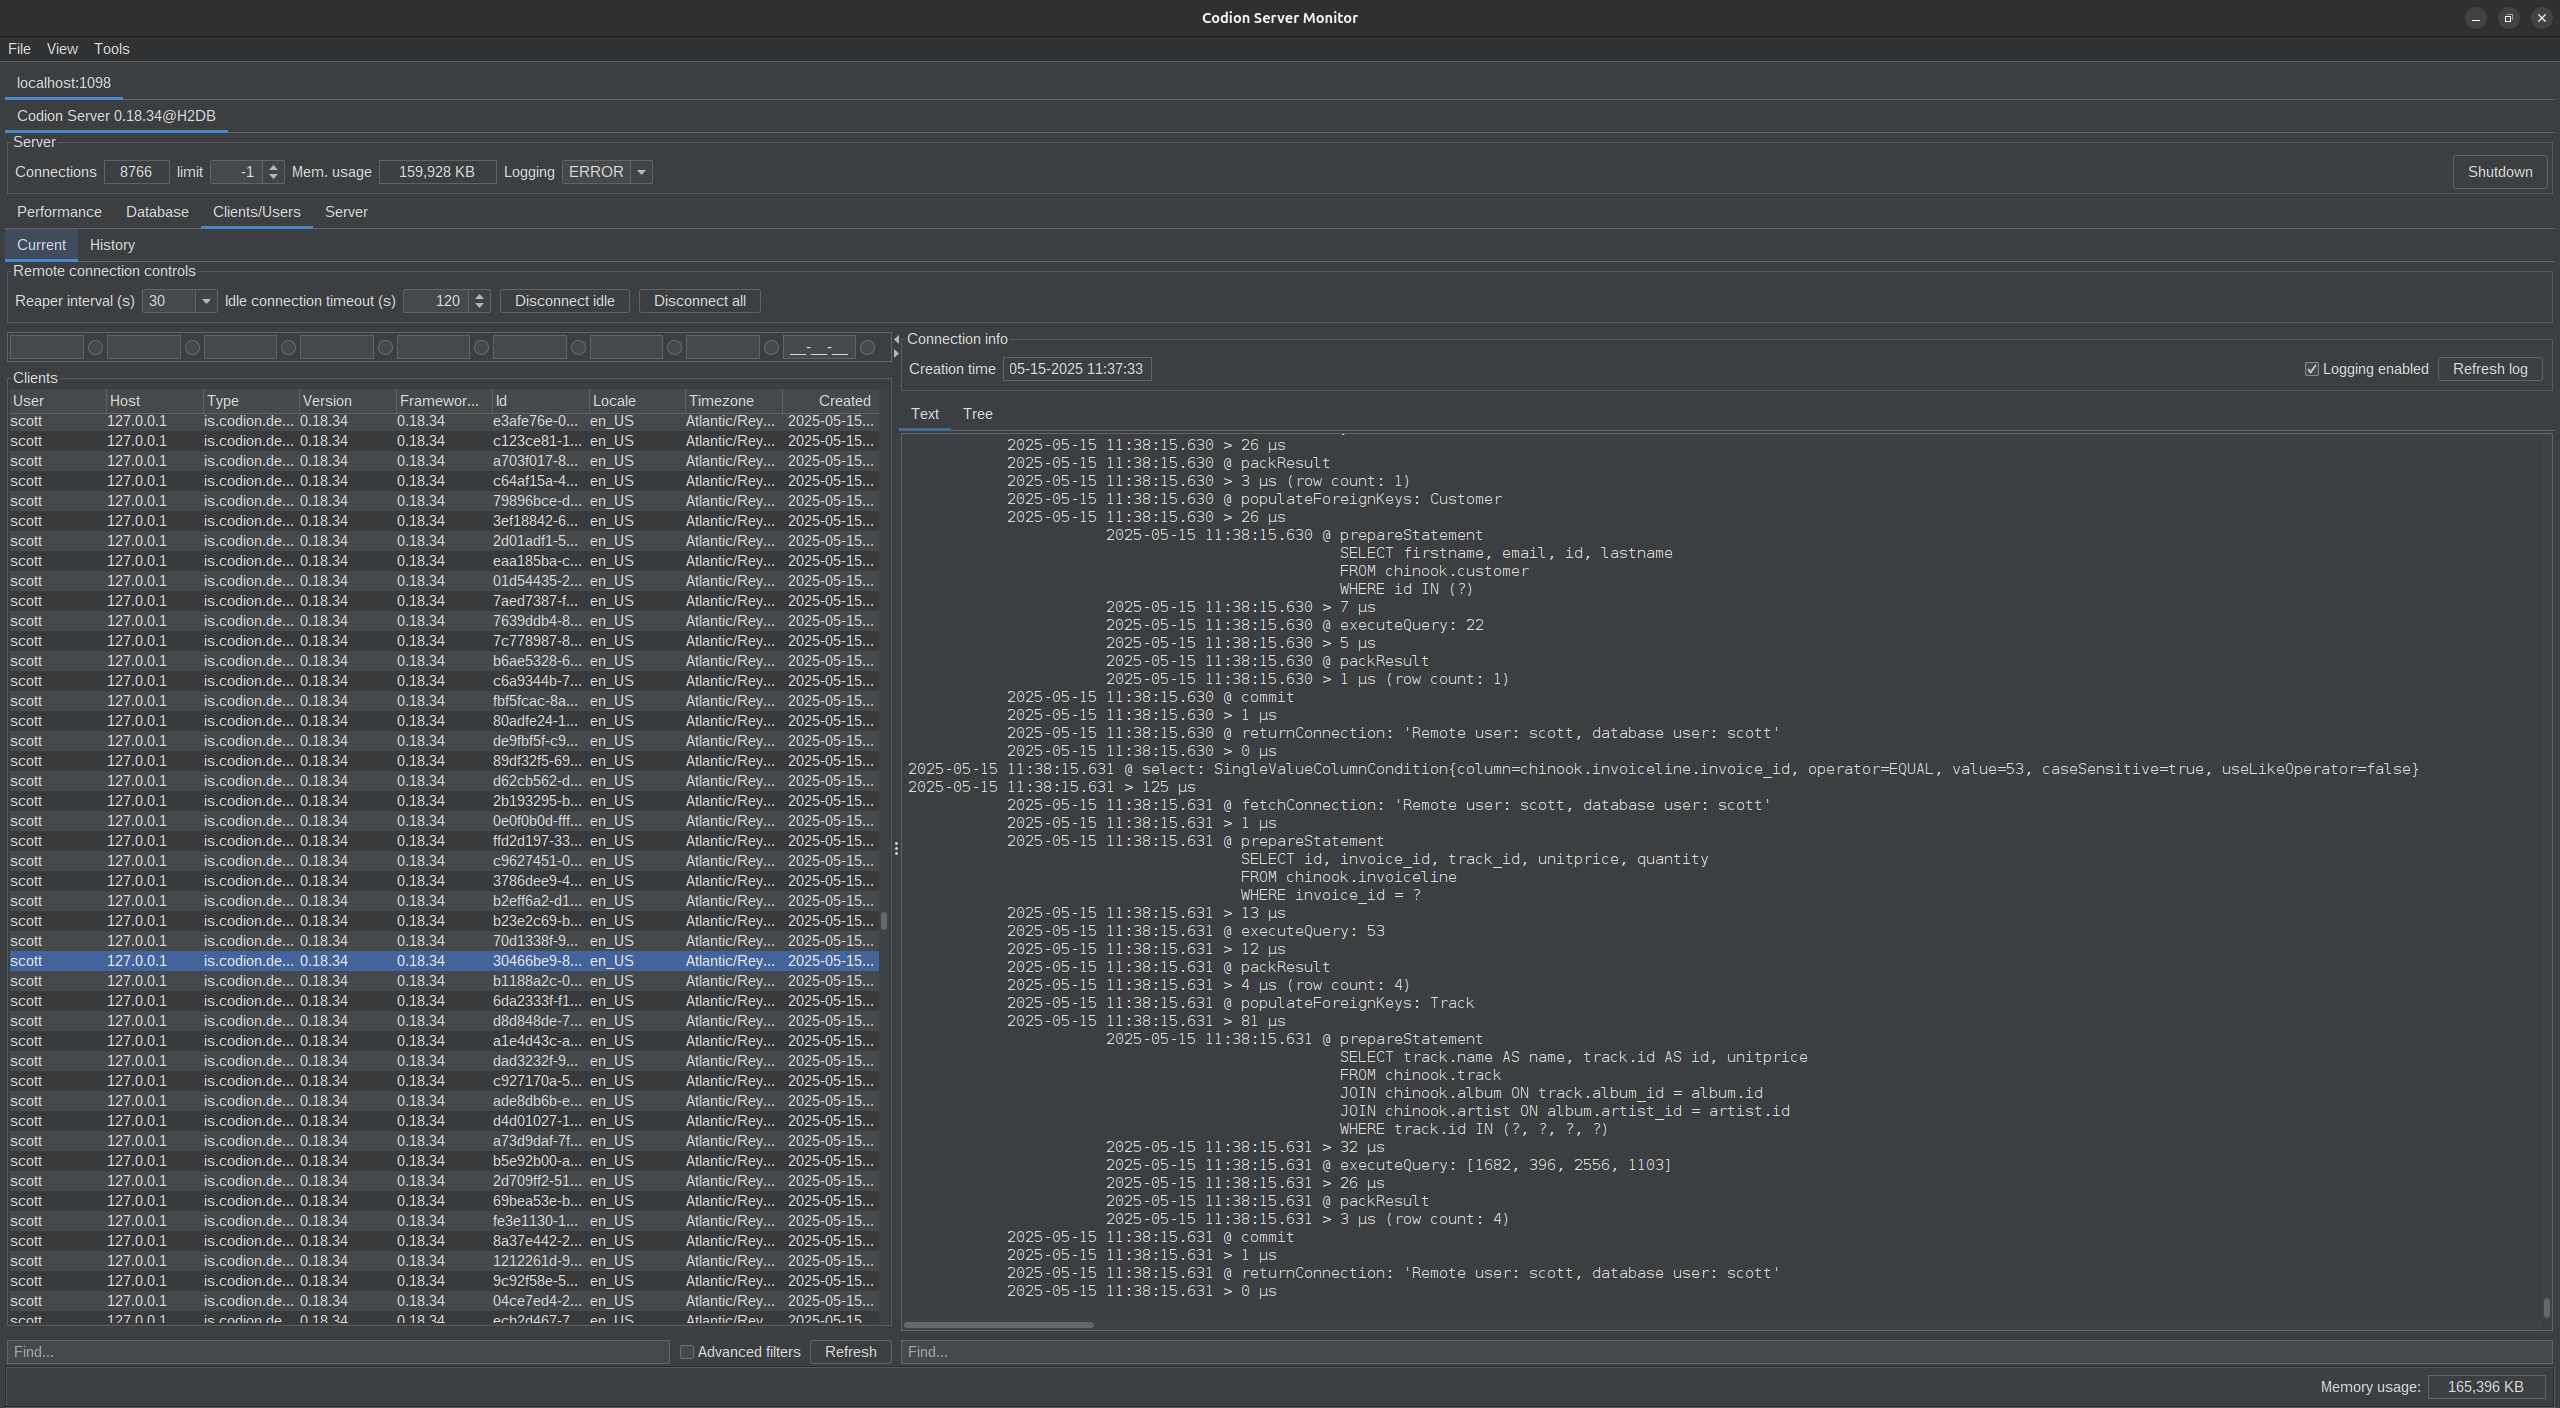 Codion Server Monitor
File View Tools
localhost:1098
Codion Server 0.18.34@H2DB
Server
Connections 8766 limit -1 Mem. usage 159,928 KB Logging ERROR Shutdown
Performance Database Clients/Users Server
Current History
Remote connection controls
Reaper interval (s) 30 Idle connection timeout (s) 120 Disconnect idle Disconnect all
__-__-__
Clients
User Host Type Version Framewor... Id Locale Timezone Created
scott 127.0.0.1 is.codion.de... 0.18.34 0.18.34 e3afe76e-0... en_US Atlantic/Rey... 2025-05-15...
scott 127.0.0.1 is.codion.de... 0.18.34 0.18.34 c123ce81-1... en_US Atlantic/Rey... 2025-05-15...
scott 127.0.0.1 is.codion.de... 0.18.34 0.18.34 a703f017-8... en_US Atlantic/Rey... 2025-05-15...
scott 127.0.0.1 is.codion.de... 0.18.34 0.18.34 c64af15a-4... en_US Atlantic/Rey... 2025-05-15...
scott 127.0.0.1 is.codion.de... 0.18.34 0.18.34 79896bce-d... en_US Atlantic/Rey... 2025-05-15...
scott 127.0.0.1 is.codion.de... 0.18.34 0.18.34 3ef18842-6... en_US Atlantic/Rey... 2025-05-15...
scott 127.0.0.1 is.codion.de... 0.18.34 0.18.34 2d01adf1-5... en_US Atlantic/Rey... 2025-05-15...
scott 127.0.0.1 is.codion.de... 0.18.34 0.18.34 eaa185ba-c... en_US Atlantic/Rey... 2025-05-15...
scott 127.0.0.1 is.codion.de... 0.18.34 0.18.34 01d54435-2... en_US Atlantic/Rey... 2025-05-15...
scott 127.0.0.1 is.codion.de... 0.18.34 0.18.34 7aed7387-f... en_US Atlantic/Rey... 2025-05-15...
scott 127.0.0.1 is.codion.de... 0.18.34 0.18.34 7639ddb4-8... en_US Atlantic/Rey... 2025-05-15...
scott 127.0.0.1 is.codion.de... 0.18.34 0.18.34 7c778987-8... en_US Atlantic/Rey... 2025-05-15...
scott 127.0.0.1 is.codion.de... 0.18.34 0.18.34 b6ae5328-6... en_US Atlantic/Rey... 2025-05-15...
scott 127.0.0.1 is.codion.de... 0.18.34 0.18.34 c6a9344b-7... en_US Atlantic/Rey... 2025-05-15...
scott 127.0.0.1 is.codion.de... 0.18.34 0.18.34 fbf5fcac-8a... en_US Atlantic/Rey... 2025-05-15...
scott 127.0.0.1 is.codion.de... 0.18.34 0.18.34 80adfe24-1... en_US Atlantic/Rey... 2025-05-15...
scott 127.0.0.1 is.codion.de... 0.18.34 0.18.34 de9fbf5f-c9... en_US Atlantic/Rey... 2025-05-15...
scott 127.0.0.1 is.codion.de... 0.18.34 0.18.34 89df32f5-69... en_US Atlantic/Rey... 2025-05-15...
scott 127.0.0.1 is.codion.de... 0.18.34 0.18.34 d62cb562-d... en_US Atlantic/Rey... 2025-05-15...
scott 127.0.0.1 is.codion.de... 0.18.34 0.18.34 2b193295-b... en_US Atlantic/Rey... 2025-05-15...
scott 127.0.0.1 is.codion.de... 0.18.34 0.18.34 0e0f0b0d-fff... en_US Atlantic/Rey... 2025-05-15...
scott 127.0.0.1 is.codion.de... 0.18.34 0.18.34 ffd2d197-33... en_US Atlantic/Rey... 2025-05-15...
scott 127.0.0.1 is.codion.de... 0.18.34 0.18.34 c9627451-0... en_US Atlantic/Rey... 2025-05-15...
scott 127.0.0.1 is.codion.de... 0.18.34 0.18.34 3786dee9-4... en_US Atlantic/Rey... 2025-05-15...
scott 127.0.0.1 is.codion.de... 0.18.34 0.18.34 b2eff6a2-d1... en_US Atlantic/Rey... 2025-05-15...
scott 127.0.0.1 is.codion.de... 0.18.34 0.18.34 b23e2c69-b... en_US Atlantic/Rey... 2025-05-15...
scott 127.0.0.1 is.codion.de... 0.18.34 0.18.34 70d1338f-9... en_US Atlantic/Rey... 2025-05-15...
scott 127.0.0.1 is.codion.de... 0.18.34 0.18.34 30466be9-8... en_US Atlantic/Rey... 2025-05-15...
scott 127.0.0.1 is.codion.de... 0.18.34 0.18.34 b1188a2c-0... en_US Atlantic/Rey... 2025-05-15...
scott 127.0.0.1 is.codion.de... 0.18.34 0.18.34 6da2333f-f1... en_US Atlantic/Rey... 2025-05-15...
scott 127.0.0.1 is.codion.de... 0.18.34 0.18.34 d8d848de-7... en_US Atlantic/Rey... 2025-05-15...
scott 127.0.0.1 is.codion.de... 0.18.34 0.18.34 a1e4d43c-a... en_US Atlantic/Rey... 2025-05-15...
scott 127.0.0.1 is.codion.de... 0.18.34 0.18.34 dad3232f-9... en_US Atlantic/Rey... 2025-05-15...
scott 127.0.0.1 is.codion.de... 0.18.34 0.18.34 c927170a-5... en_US Atlantic/Rey... 2025-05-15...
scott 127.0.0.1 is.codion.de... 0.18.34 0.18.34 ade8db6b-e... en_US Atlantic/Rey... 2025-05-15...
scott 127.0.0.1 is.codion.de... 0.18.34 0.18.34 d4d01027-1... en_US Atlantic/Rey... 2025-05-15...
scott 127.0.0.1 is.codion.de... 0.18.34 0.18.34 a73d9daf-7f... en_US Atlantic/Rey... 2025-05-15...
scott 127.0.0.1 is.codion.de... 0.18.34 0.18.34 b5e92b00-a... en_US Atlantic/Rey... 2025-05-15...
scott 127.0.0.1 is.codion.de... 0.18.34 0.18.34 2d709ff2-51... en_US Atlantic/Rey... 2025-05-15...
scott 127.0.0.1 is.codion.de... 0.18.34 0.18.34 69bea53e-b... en_US Atlantic/Rey... 2025-05-15...
scott 127.0.0.1 is.codion.de... 0.18.34 0.18.34 fe3e1130-1... en_US Atlantic/Rey... 2025-05-15...
scott 127.0.0.1 is.codion.de... 0.18.34 0.18.34 8a37e442-2... en_US Atlantic/Rey... 2025-05-15...
scott 127.0.0.1 is.codion.de... 0.18.34 0.18.34 1212261d-9... en_US Atlantic/Rey... 2025-05-15...
scott 127.0.0.1 is.codion.de... 0.18.34 0.18.34 9c92f58e-5... en_US Atlantic/Rey... 2025-05-15...
scott 127.0.0.1 is.codion.de... 0.18.34 0.18.34 04ce7ed4-2... en_US Atlantic/Rey... 2025-05-15...
scott 127.0.0.1 is.codion.de... 0.18.34 0.18.34 ecb2d467-7... en_US Atlantic/Rey... 2025-05-15...
Find... Advanced filters Refresh
Connection info
Creation time 05-15-2025 11:37:33 Logging enabled Refresh log
Text Tree
2025-05-15 11:38:15.630 > 26 µs
2025-05-15 11:38:15.630 @ packResult
2025-05-15 11:38:15.630 > 3 µs (row count: 1)
2025-05-15 11:38:15.630 @ populateForeignKeys: Customer
2025-05-15 11:38:15.630 > 26 µs
2025-05-15 11:38:15.630 @ prepareStatement
SELECT firstname, email, id, lastname
FROM chinook.customer
WHERE id IN (?)
2025-05-15 11:38:15.630 > 7 µs
2025-05-15 11:38:15.630 @ executeQuery: 22
2025-05-15 11:38:15.630 > 5 µs
2025-05-15 11:38:15.630 @ packResult
2025-05-15 11:38:15.630 > 1 µs (row count: 1)
2025-05-15 11:38:15.630 @ commit
2025-05-15 11:38:15.630 > 1 µs
2025-05-15 11:38:15.630 @ returnConnection: 'Remote user: scott, database user: scott'
2025-05-15 11:38:15.630 > 0 µs
2025-05-15 11:38:15.631 @ select: SingleValueColumnCondition{column=chinook.invoiceline.invoice_id, operator=EQUAL, value=53, caseSensitive=true, useLikeOperator=false}
2025-05-15 11:38:15.631 > 125 µs
2025-05-15 11:38:15.631 @ fetchConnection: 'Remote user: scott, database user: scott'
2025-05-15 11:38:15.631 > 1 µs
2025-05-15 11:38:15.631 @ prepareStatement
SELECT id, invoice_id, track_id, unitprice, quantity
FROM chinook.invoiceline
WHERE invoice_id = ?
2025-05-15 11:38:15.631 > 13 µs
2025-05-15 11:38:15.631 @ executeQuery: 53
2025-05-15 11:38:15.631 > 12 µs
2025-05-15 11:38:15.631 @ packResult
2025-05-15 11:38:15.631 > 4 µs (row count: 4)
2025-05-15 11:38:15.631 @ populateForeignKeys: Track
2025-05-15 11:38:15.631 > 81 µs
2025-05-15 11:38:15.631 @ prepareStatement
SELECT track.name AS name, track.id AS id, unitprice
FROM chinook.track
JOIN chinook.album ON track.album_id = album.id
JOIN chinook.artist ON album.artist_id = artist.id
WHERE track.id IN (?, ?, ?, ?)
2025-05-15 11:38:15.631 > 32 µs
2025-05-15 11:38:15.631 @ executeQuery: [1682, 396, 2556, 1103]
2025-05-15 11:38:15.631 > 26 µs
2025-05-15 11:38:15.631 @ packResult
2025-05-15 11:38:15.631 > 3 µs (row count: 4)
2025-05-15 11:38:15.631 @ commit
2025-05-15 11:38:15.631 > 1 µs
2025-05-15 11:38:15.631 @ returnConnection: 'Remote user: scott, database user: scott'
2025-05-15 11:38:15.631 > 0 µs
Find...
Memory usage: 165,396 KB